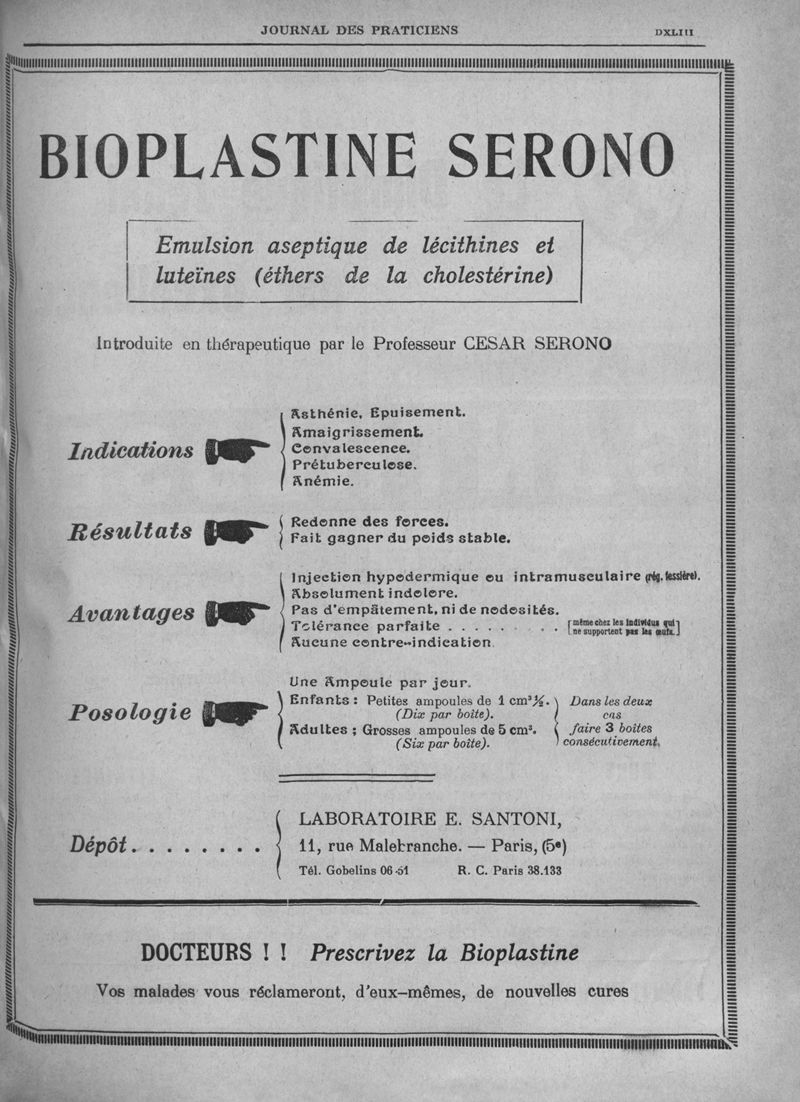 JOURNAL DES PRATICIENS DXLIII
BIOPLASTINE SERONO
Emulsion aseptique de lécithines et
luteïnes (éthers de la cholestérine)
Introduite en thérapeutique par le Professeur CESAR SERONO
Indications
Asthénie, Epuisement.
Amaigrissement.
Convalescence.
Prétuberculose.
Anémie.
Résultats
Redonne des forces.
Fait gagner du poids stable.
Avantages
Injection hypodermique ou intramusculaire (rég. fessière).
Absolument indolore.
Pas d'empâtement, ni de nodosités.
Tolérance parfaite . . . . . . . . . [même chez les individus qui
ne supportent pas les œufs.]
Aucune contre-indication
Posologie
Une Ampoule par jour.
Enfants : Petites ampoules de 1 cm³ ½.
(Dix par boîte).
Adultes ; Grosses ampoules de 5 cm³.
(Six par boîte).
Dans les deux
cas
faire 3 boîtes
consécutivement.
Dépôt. . . . . . . .
LABORATOIRE E. SANTONI,
11, rue Malebranche. — Paris, (5e)
Tél. Gobelins 06-51 R. C. Paris 38.133
DOCTEURS ! ! Prescrivez la Bioplastine
Vos malades vous réclameront, d'eux-mêmes, de nouvelles cures